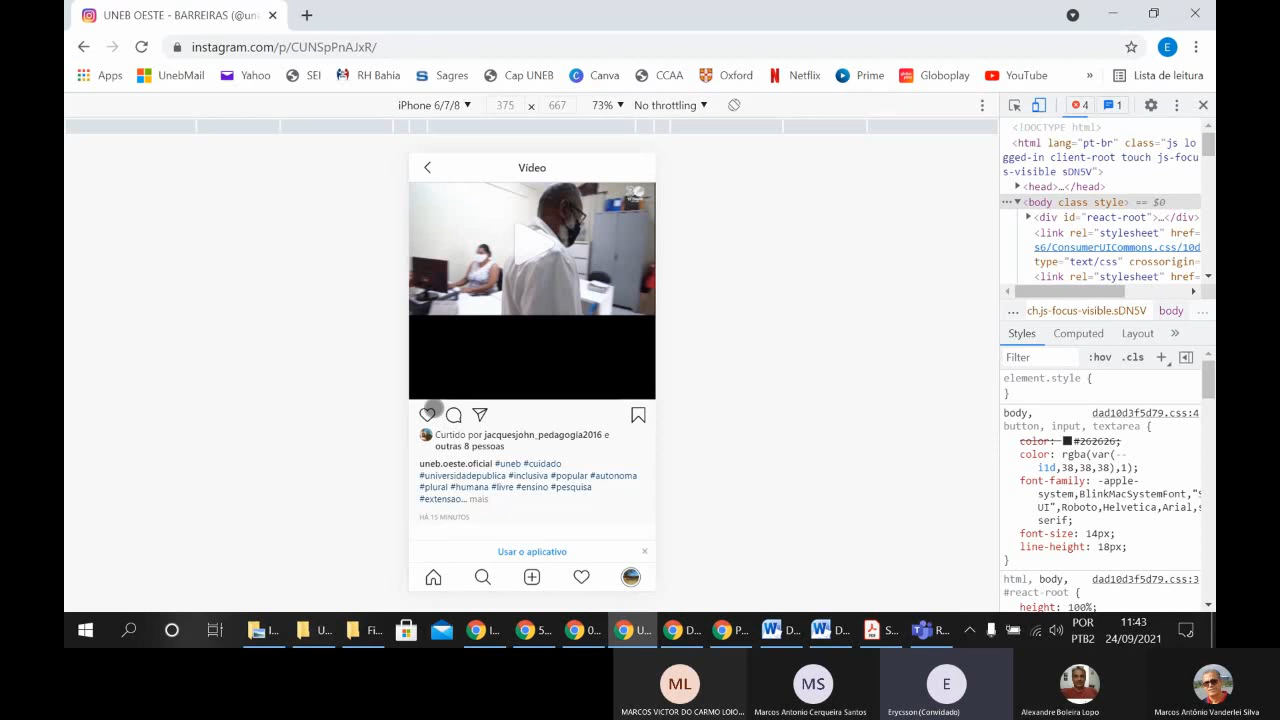 UNEB OESTE - BARREIRAS (@un
instagram.com/p/CUNSpPnAJxR/
E
Apps UnebMail Yahoo SEI RH Bahia Sagres Cap UNEB Canva CCAA Oxford Netflix Prime Globoplay YouTube » Lista de leitura
iPhone 6/7/8 ▼ 375 x 667 73% ▼ No throttling ▼
4 1
<!DOCTYPE html>
<html lang="pt-br" class="js lo
gged-in client-root touch js-focu
s-visible sDN5V">
<head>…</head>
<body class style> == $0
<div id="react-root">…</div>
<link rel="stylesheet" href=
s6/ConsumerUICommons.css/10d
type="text/css" crossorigin=
<link rel="stylesheet" href=
... ch.js-focus-visible.sDN5V body ...
Styles Computed Layout »
Filter :hov .cls +
element.style {
}
body, dad10d3f5d79.css:4
button, input, textarea {
color: #262626;
color: rgba(var(--
i1d,38,38,38),1);
font-family: -apple-
system,BlinkMacSystemFont,"S
UI",Roboto,Helvetica,Arial,s
serif;
font-size: 14px;
line-height: 18px;
}
html, body, dad10d3f5d79.css:3
#react-root {
height: 100%;
Vídeo
Curtido por jacquesjohn_pedagogia2016 e
outras 8 pessoas
uneb.oeste.oficial #uneb #cuidado
#universidadepublica #inclusiva #popular #autonoma
#plural #humana #livre #ensino #pesquisa
#extensao... mais
HÁ 15 MINUTOS
Usar o aplicativo ×
I... U... Fi... I... 5... 0... U... D... P... D... D... S... R...
POR 11:43
PTB2 24/09/2021
ML MS E
MARCOS VICTOR DO CARMO LOIO... Marcos Antonio Cerqueira Santos Erycsson (Convidado) Alexandre Boleira Lopo Marcos Antônio Vanderlei Silva